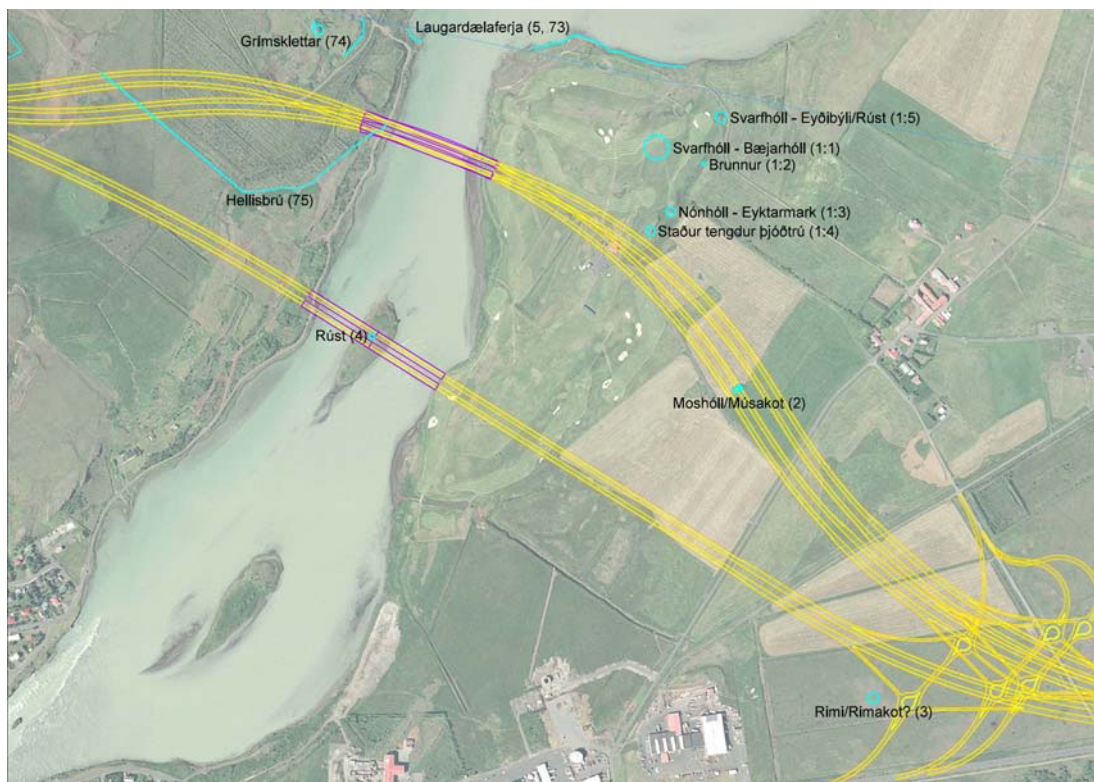 Laugardælaferja (5, 73)
Grímsklettar (74)
Svarfhóll - Eyðibýli/Rúst (1:5)
Svarfhóll - Bæjarhóll (1:1)
Brunnur (1:2)
Hellisbrú (75)
Nónhóll - Eyktarmark (1:3)
Staður tengdur þjóðtrú (1:4)
Rúst (4)
Moshóll/Músakot (2)
Rimi/Rimakot? (3)